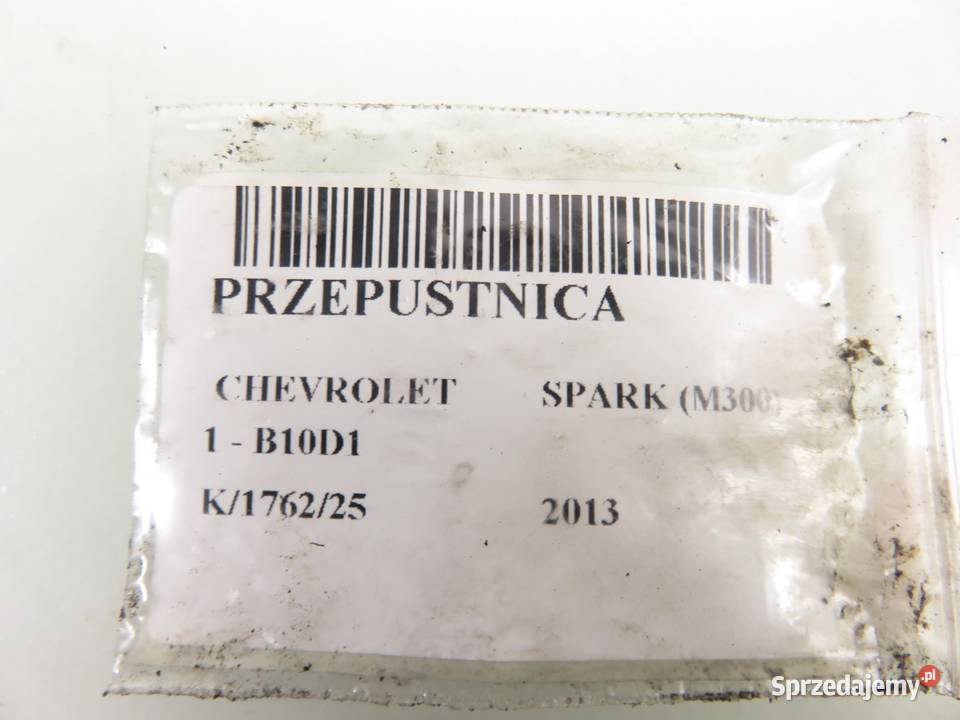 PRZEPUSTNICA
CHEVROLET SPARK (M300)
1 - B10D1
K/1762/25 2013
Sprzedajemy.pl